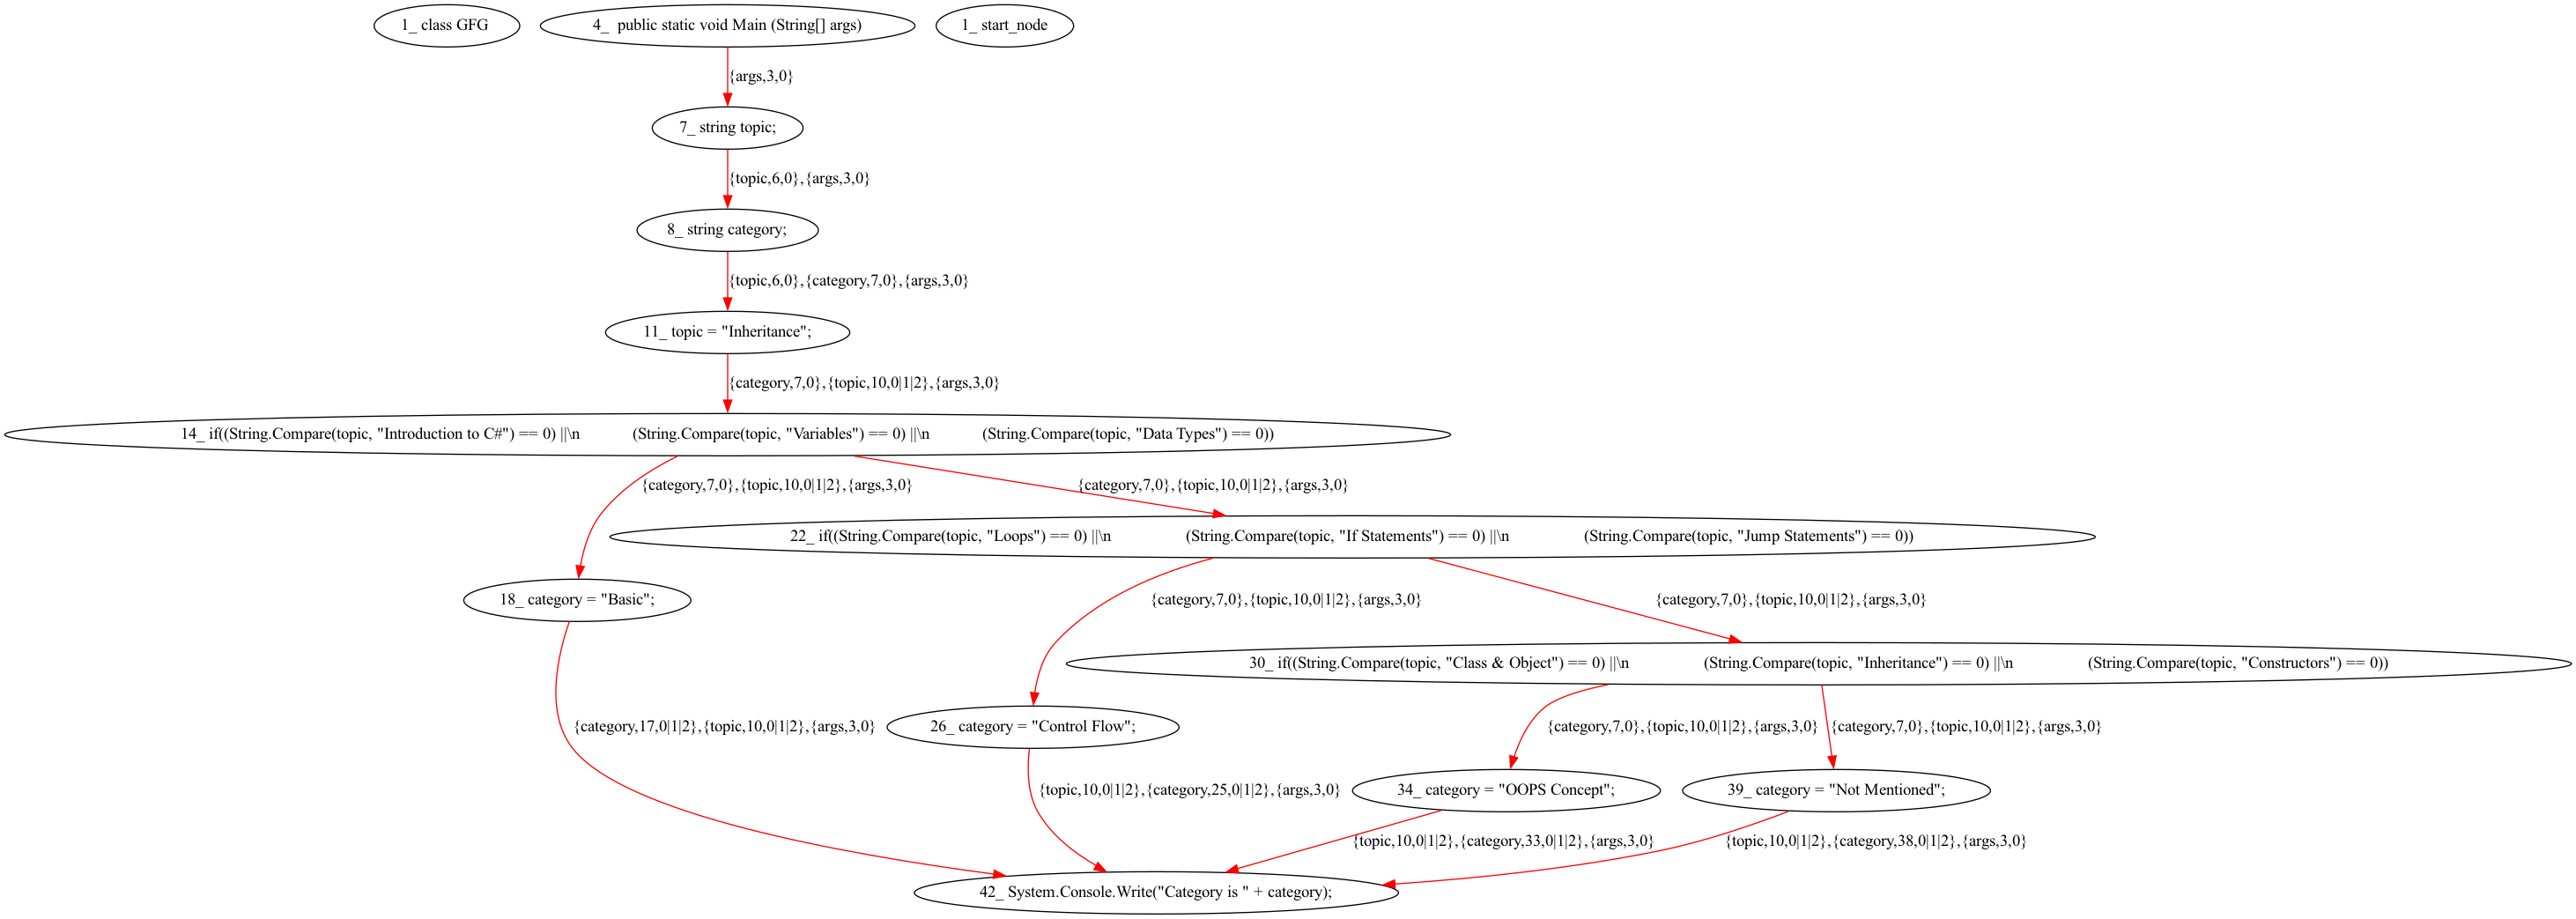 1_ class GFG
4_ public static void Main (String[] args)
1_ start_node
{args,3,0}
7_ string topic;
{topic,6,0},{args,3,0}
8_ string category;
{topic,6,0},{category,7,0},{args,3,0}
11_ topic = "Inheritance";
{category,7,0},{topic,10,0|1|2},{args,3,0}
14_ if((String.Compare(topic, "Introduction to C#") == 0) ||\n (String.Compare(topic, "Variables") == 0) ||\n (String.Compare(topic, "Data Types") == 0))
{category,7,0},{topic,10,0|1|2},{args,3,0}
{category,7,0},{topic,10,0|1|2},{args,3,0}
22_ if((String.Compare(topic, "Loops") == 0) ||\n (String.Compare(topic, "If Statements") == 0) ||\n (String.Compare(topic, "Jump Statements") == 0))
18_ category = "Basic";
{category,7,0},{topic,10,0|1|2},{args,3,0}
{category,7,0},{topic,10,0|1|2},{args,3,0}
30_ if((String.Compare(topic, "Class & Object") == 0) ||\n (String.Compare(topic, "Inheritance") == 0) ||\n (String.Compare(topic, "Constructors") == 0))
{category,17,0|1|2},{topic,10,0|1|2},{args,3,0}
26_ category = "Control Flow";
{category,7,0},{topic,10,0|1|2},{args,3,0}
{category,7,0},{topic,10,0|1|2},{args,3,0}
{topic,10,0|1|2},{category,25,0|1|2},{args,3,0}
34_ category = "OOPS Concept";
39_ category = "Not Mentioned";
{topic,10,0|1|2},{category,33,0|1|2},{args,3,0}
{topic,10,0|1|2},{category,38,0|1|2},{args,3,0}
42_ System.Console.Write("Category is " + category);